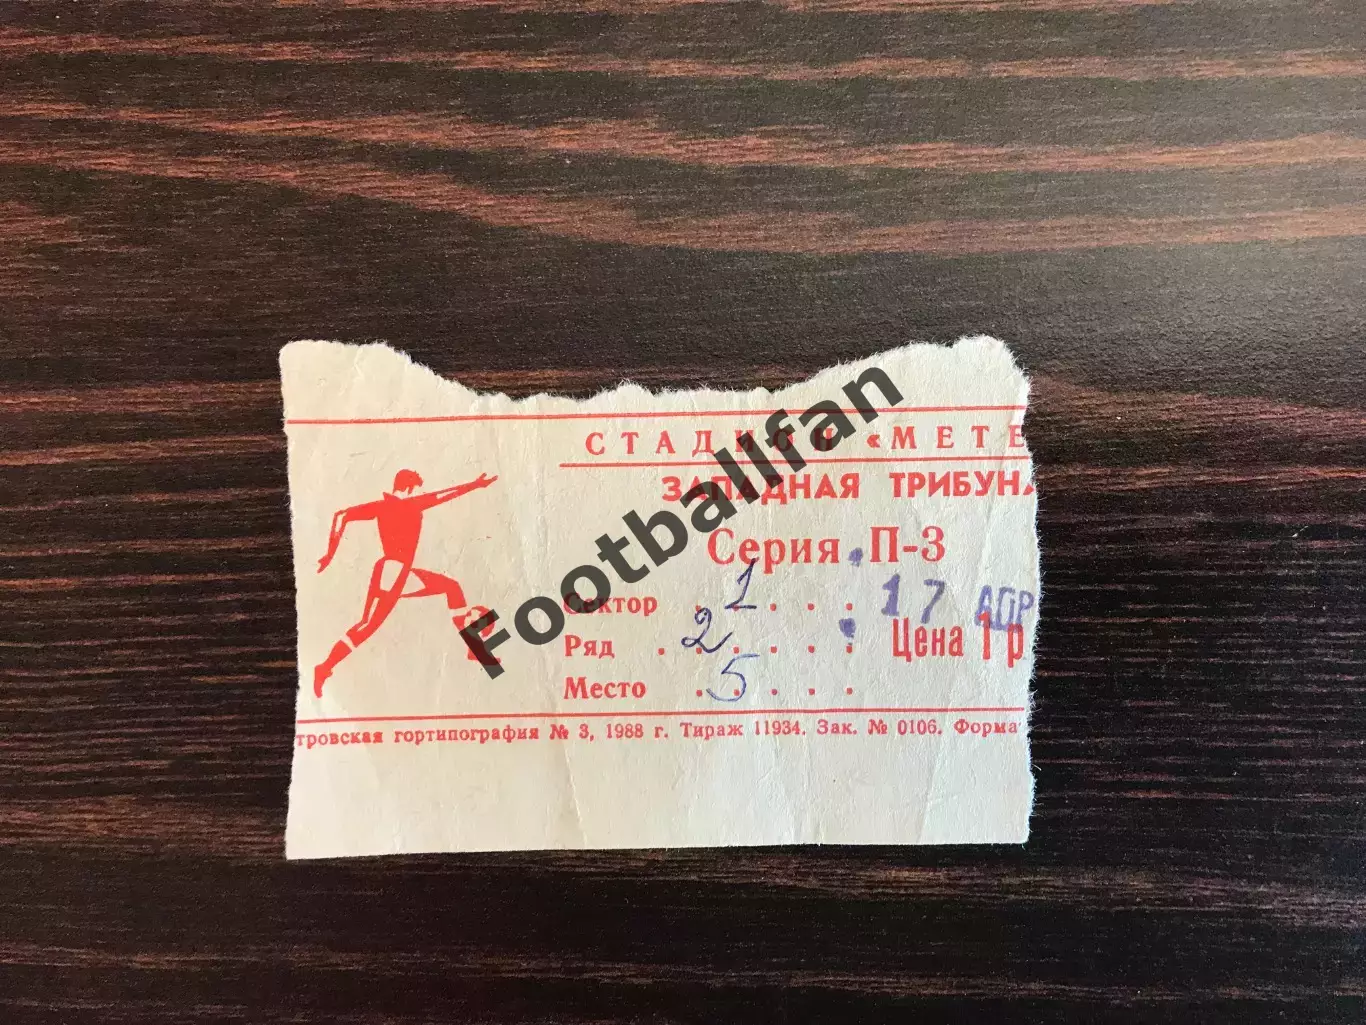 СТАДИОН «МЕТЕ
ЗАПАДНАЯ ТРИБУНА
Серия П-3
Сектор 1
17 АПР
Ряд 2
Цена 1 р
Место 5
тровская гортипография № 3, 1988 г. Тираж 11934. Зак. № 0106. Формат
Footballfan